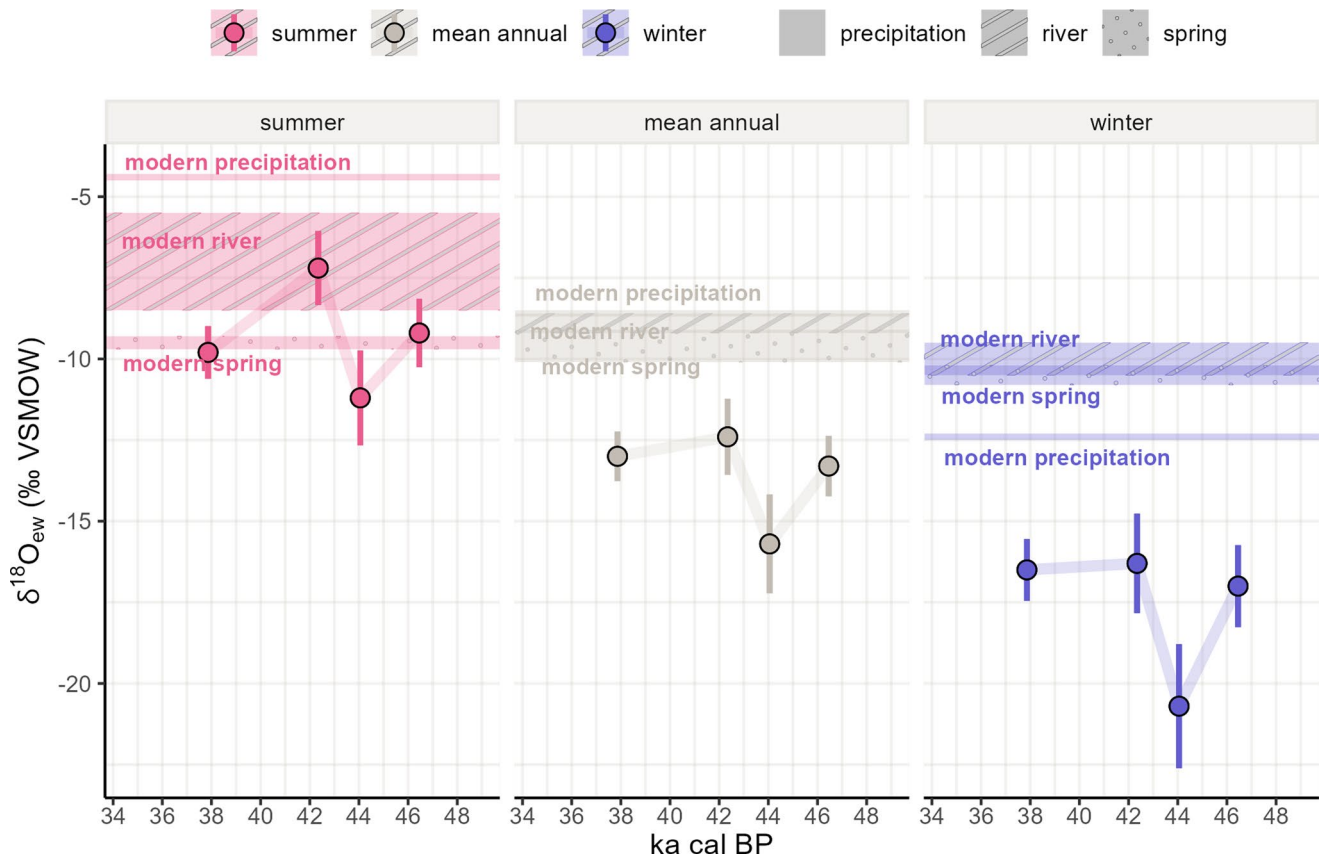 summer mean annual winter precipitation river spring
summer mean annual winter
modern precipitation
modern river
modern spring
modern precipitation
modern river
modern spring
modern river
modern spring
modern precipitation
-5
-10
-15
-20
δ¹⁸Oew (‰ VSMOW)
34 36 38 40 42 44 46 48 34 36 38 40 42 44 46 48 34 36 38 40 42 44 46 48
ka cal BP